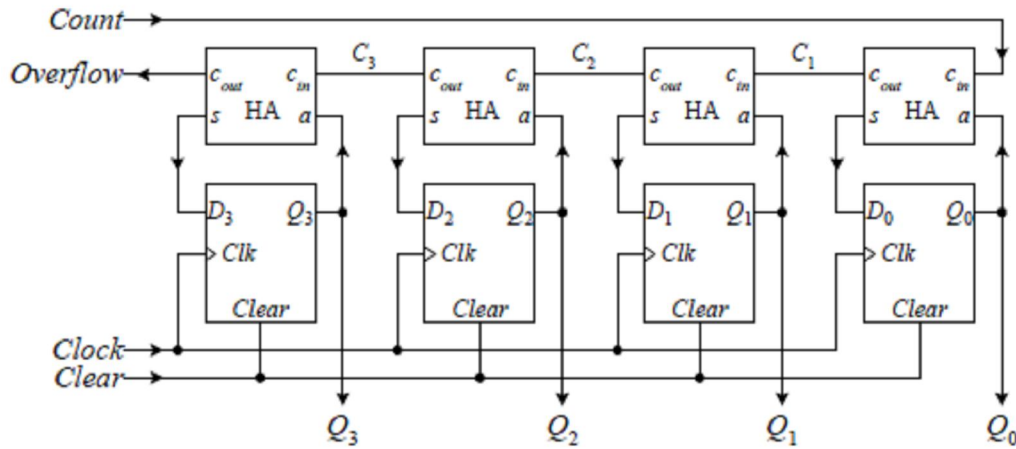 Count
C3 C2 C1
Overflow
cout cin cout cin cout cin cout cin
s HA a s HA a s HA a s HA a
D3 Q3 D2 Q2 D1 Q1 D0 Q0
Clk Clk Clk Clk
Clear Clear Clear Clear
Clock
Clear
Q3 Q2 Q1 Q0